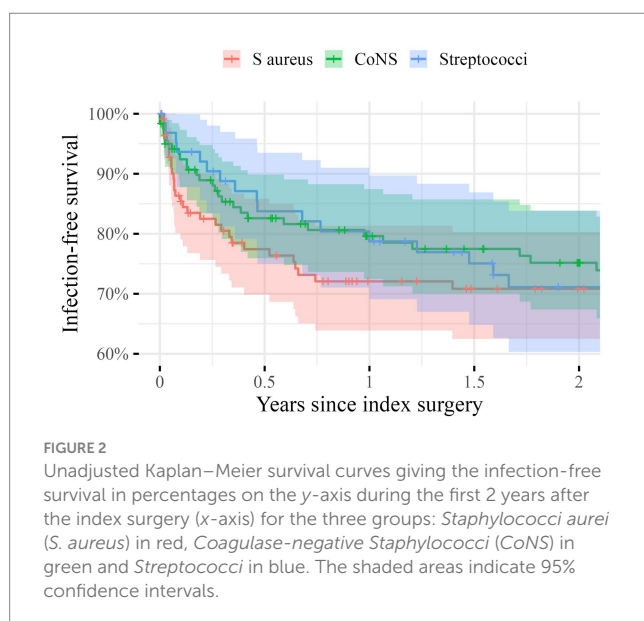 S aureus CoNS Streptococci
100%
90%
80%
70%
60%
Infection-free survival
0 0.5 1 1.5 2
Years since index surgery
FIGURE 2
Unadjusted Kaplan–Meier survival curves giving the infection-free
survival in percentages on the y-axis during the first 2 years after
the index surgery (x-axis) for the three groups: Staphylococci aurei
(S. aureus) in red, Coagulase-negative Staphylococci (CoNS) in
green and Streptococci in blue. The shaded areas indicate 95%
confidence intervals.